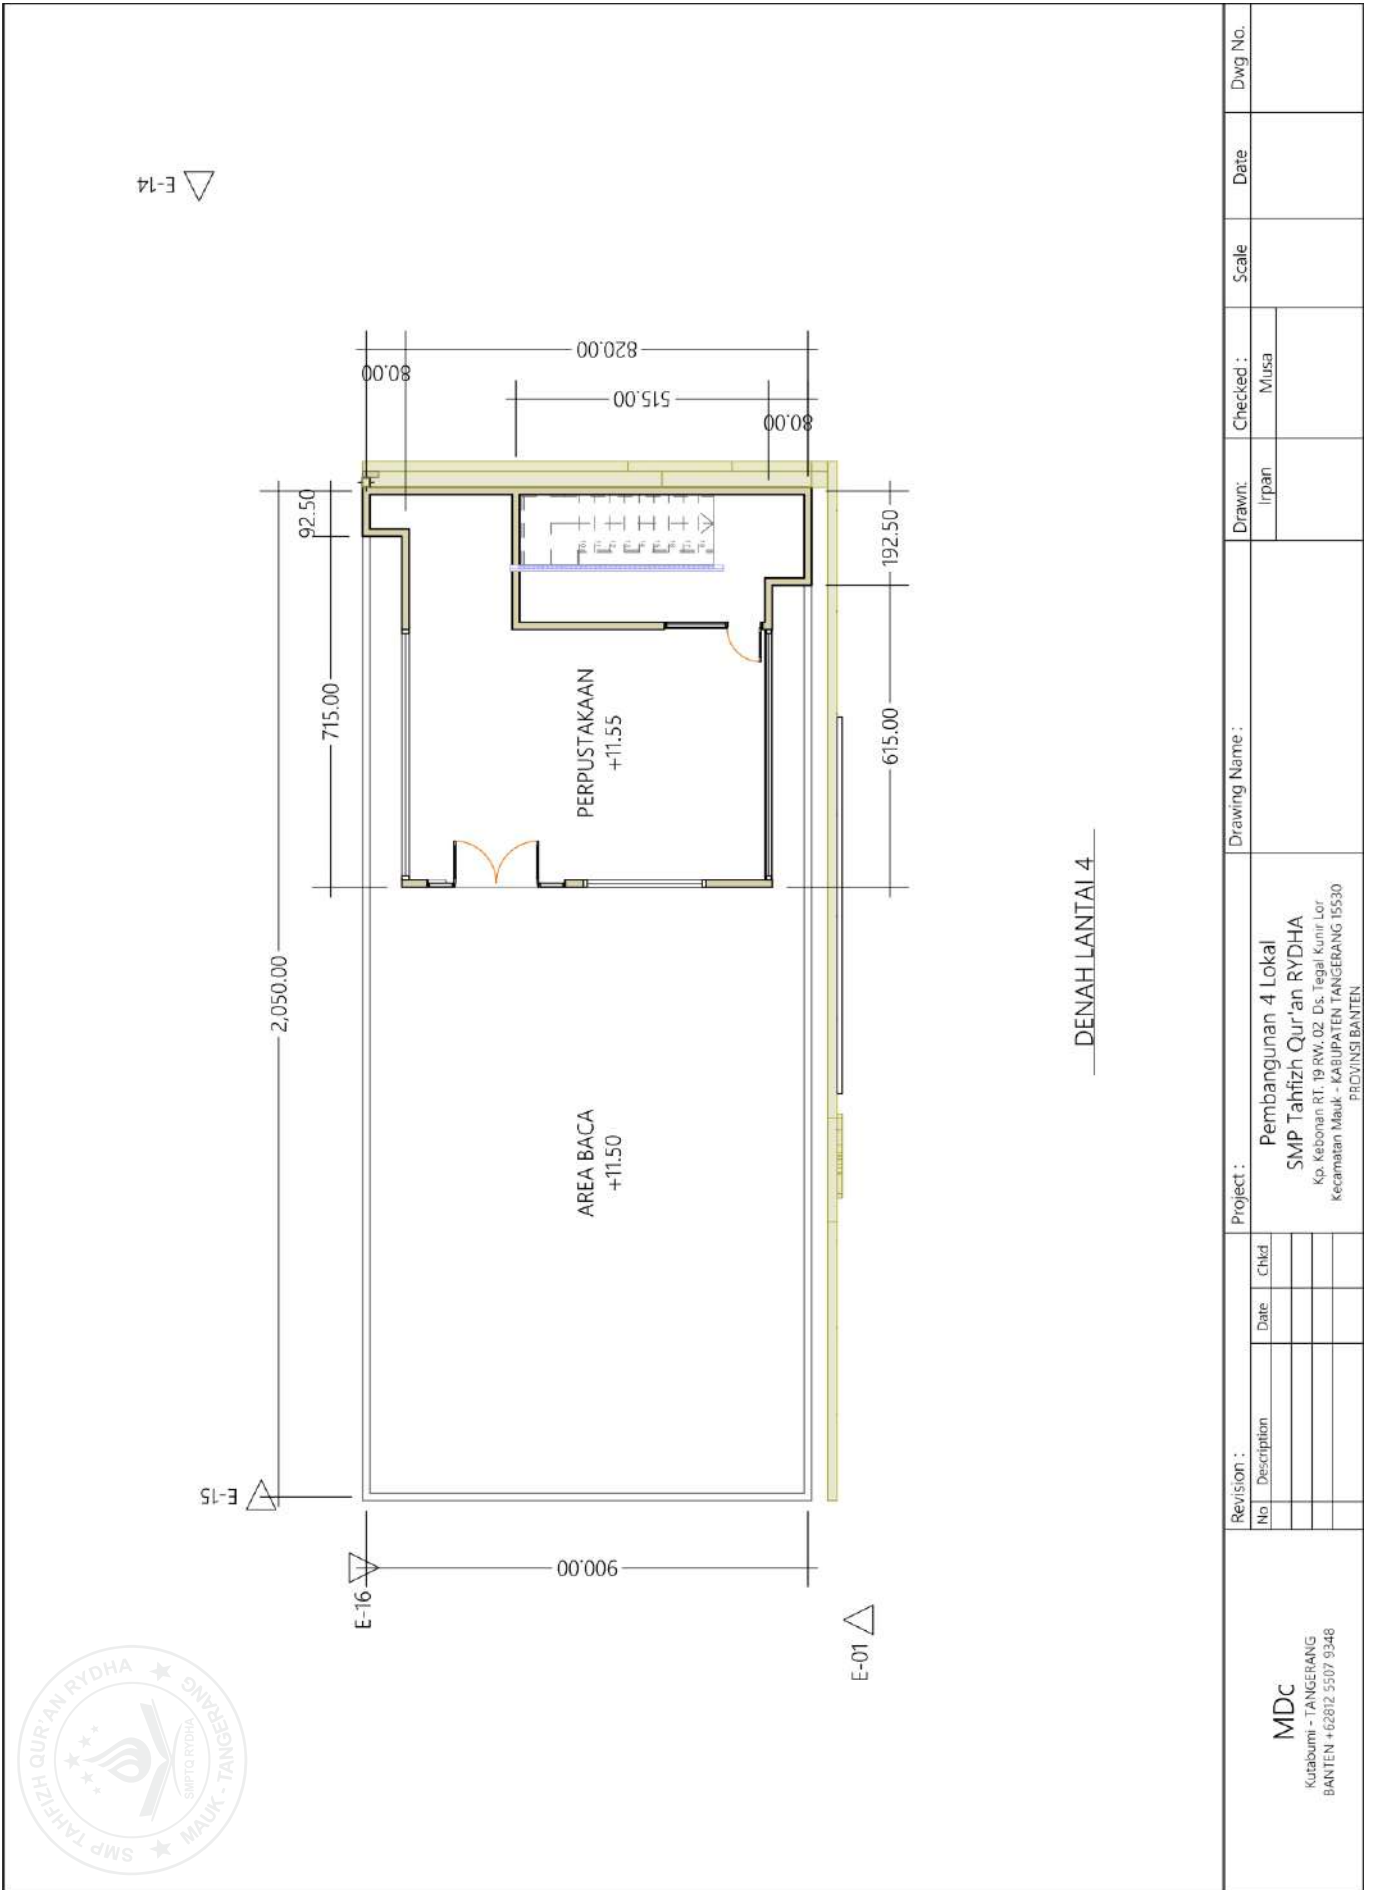 E-14
E-15
E-16
E-01
2,050.00
715.00
92.50
80.00
820.00
515.00
80.00
192.50
615.00
900.00
PERPUSTAKAAN
+11.55
AREA BACA
+11.50
DENAH LANTAI 4
MDc
Kutabumi - TANGERANG
BANTEN +62812 5507 9348
Revision :
No Description Date Chkd
Project :
Pembangunan 4 Lokal
SMP Tahfizh Qur'an RYDHA
Kp. Kebonan RT. 19 RW. 02 Ds. Tegal Kunir Lor
Kecamatan Mauk - KABUPATEN TANGERANG 15530
PROVINSI BANTEN
Drawing Name :
Drawn:
Irpan
Checked :
Musa
Scale
Date
Dwg No.
SMP TAHFIZH QUR'AN RYDHA
MAUK - TANGERANG
SMPTQ RYDHA